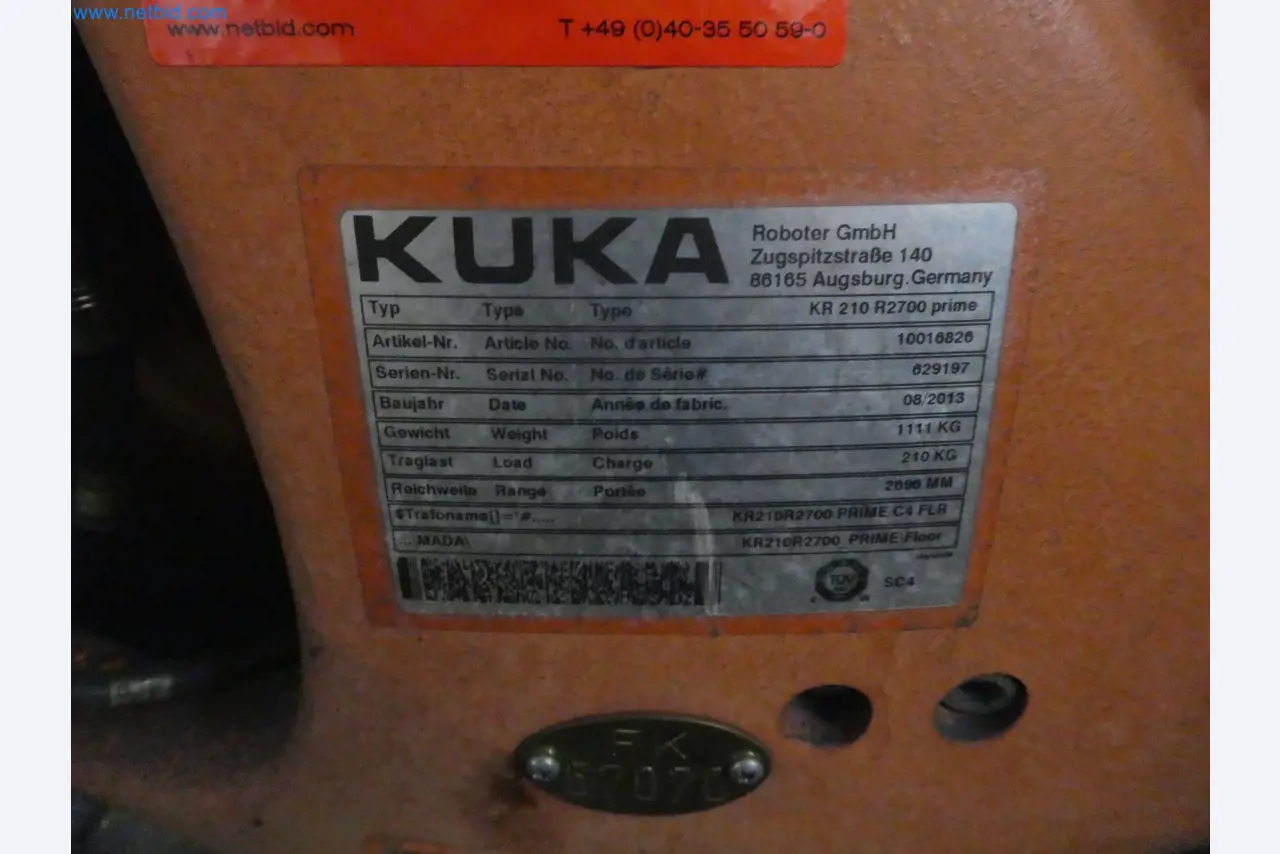 www.netbid.com
www.netbid.com T +49 (0)40-35 50 59-0
KUKA
Roboter GmbH
Zugspitzstraße 140
86165 Augsburg.Germany
Typ Type Type KR 210 R2700 prime
Artikel-Nr. Article No. No. d'article 10016826
Serien-Nr. Serial No. No. de Série# 629197
Baujahr Date Année de fabric. 08/2013
Gewicht Weight Poids 1111 KG
Traglast Load Charge 210 KG
Reichweite Range Portée 2696 MM
$Trafoname[]="#..... KR210R2700 PRIME C4 FLR
... MADA\ KR210R2700 PRIME\Floor
TÜV
SC4